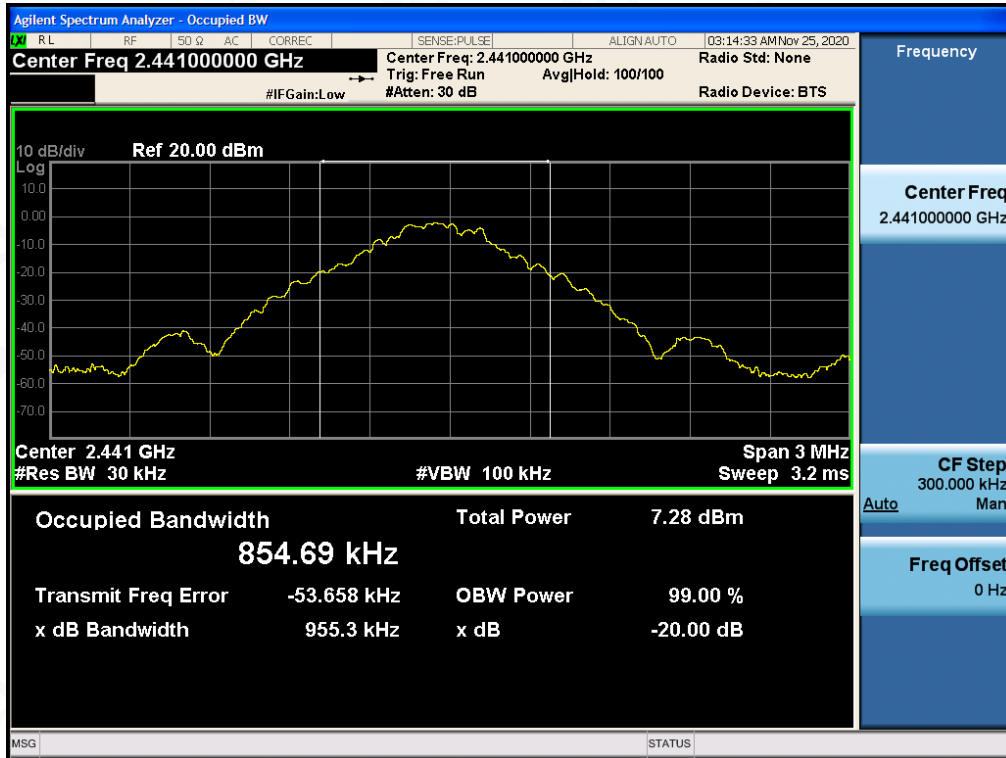 Agilent Spectrum Analyzer - Occupied BW
LXI RL RF 50 Ω AC CORREC SENSE:PULSE ALIGN AUTO 03:14:33 AM Nov 25, 2020
Center Freq 2.441000000 GHz
Center Freq: 2.441000000 GHz
Radio Std: None
Trig: Free Run Avg|Hold: 100/100
#IFGain:Low
#Atten: 30 dB
Radio Device: BTS
10 dB/div Ref 20.00 dBm
Log
10.0
0.00
-10.0
-20.0
-30.0
-40.0
-50.0
-60.0
-70.0
Center 2.441 GHz Span 3 MHz
#Res BW 30 kHz #VBW 100 kHz Sweep 3.2 ms
Occupied Bandwidth Total Power 7.28 dBm
854.69 kHz
Transmit Freq Error -53.658 kHz OBW Power 99.00 %
x dB Bandwidth 955.3 kHz x dB -20.00 dB
MSG STATUS
Frequency
Center Freq
2.441000000 GHz
CF Step
300.000 kHz
Auto Man
Freq Offset
0 Hz